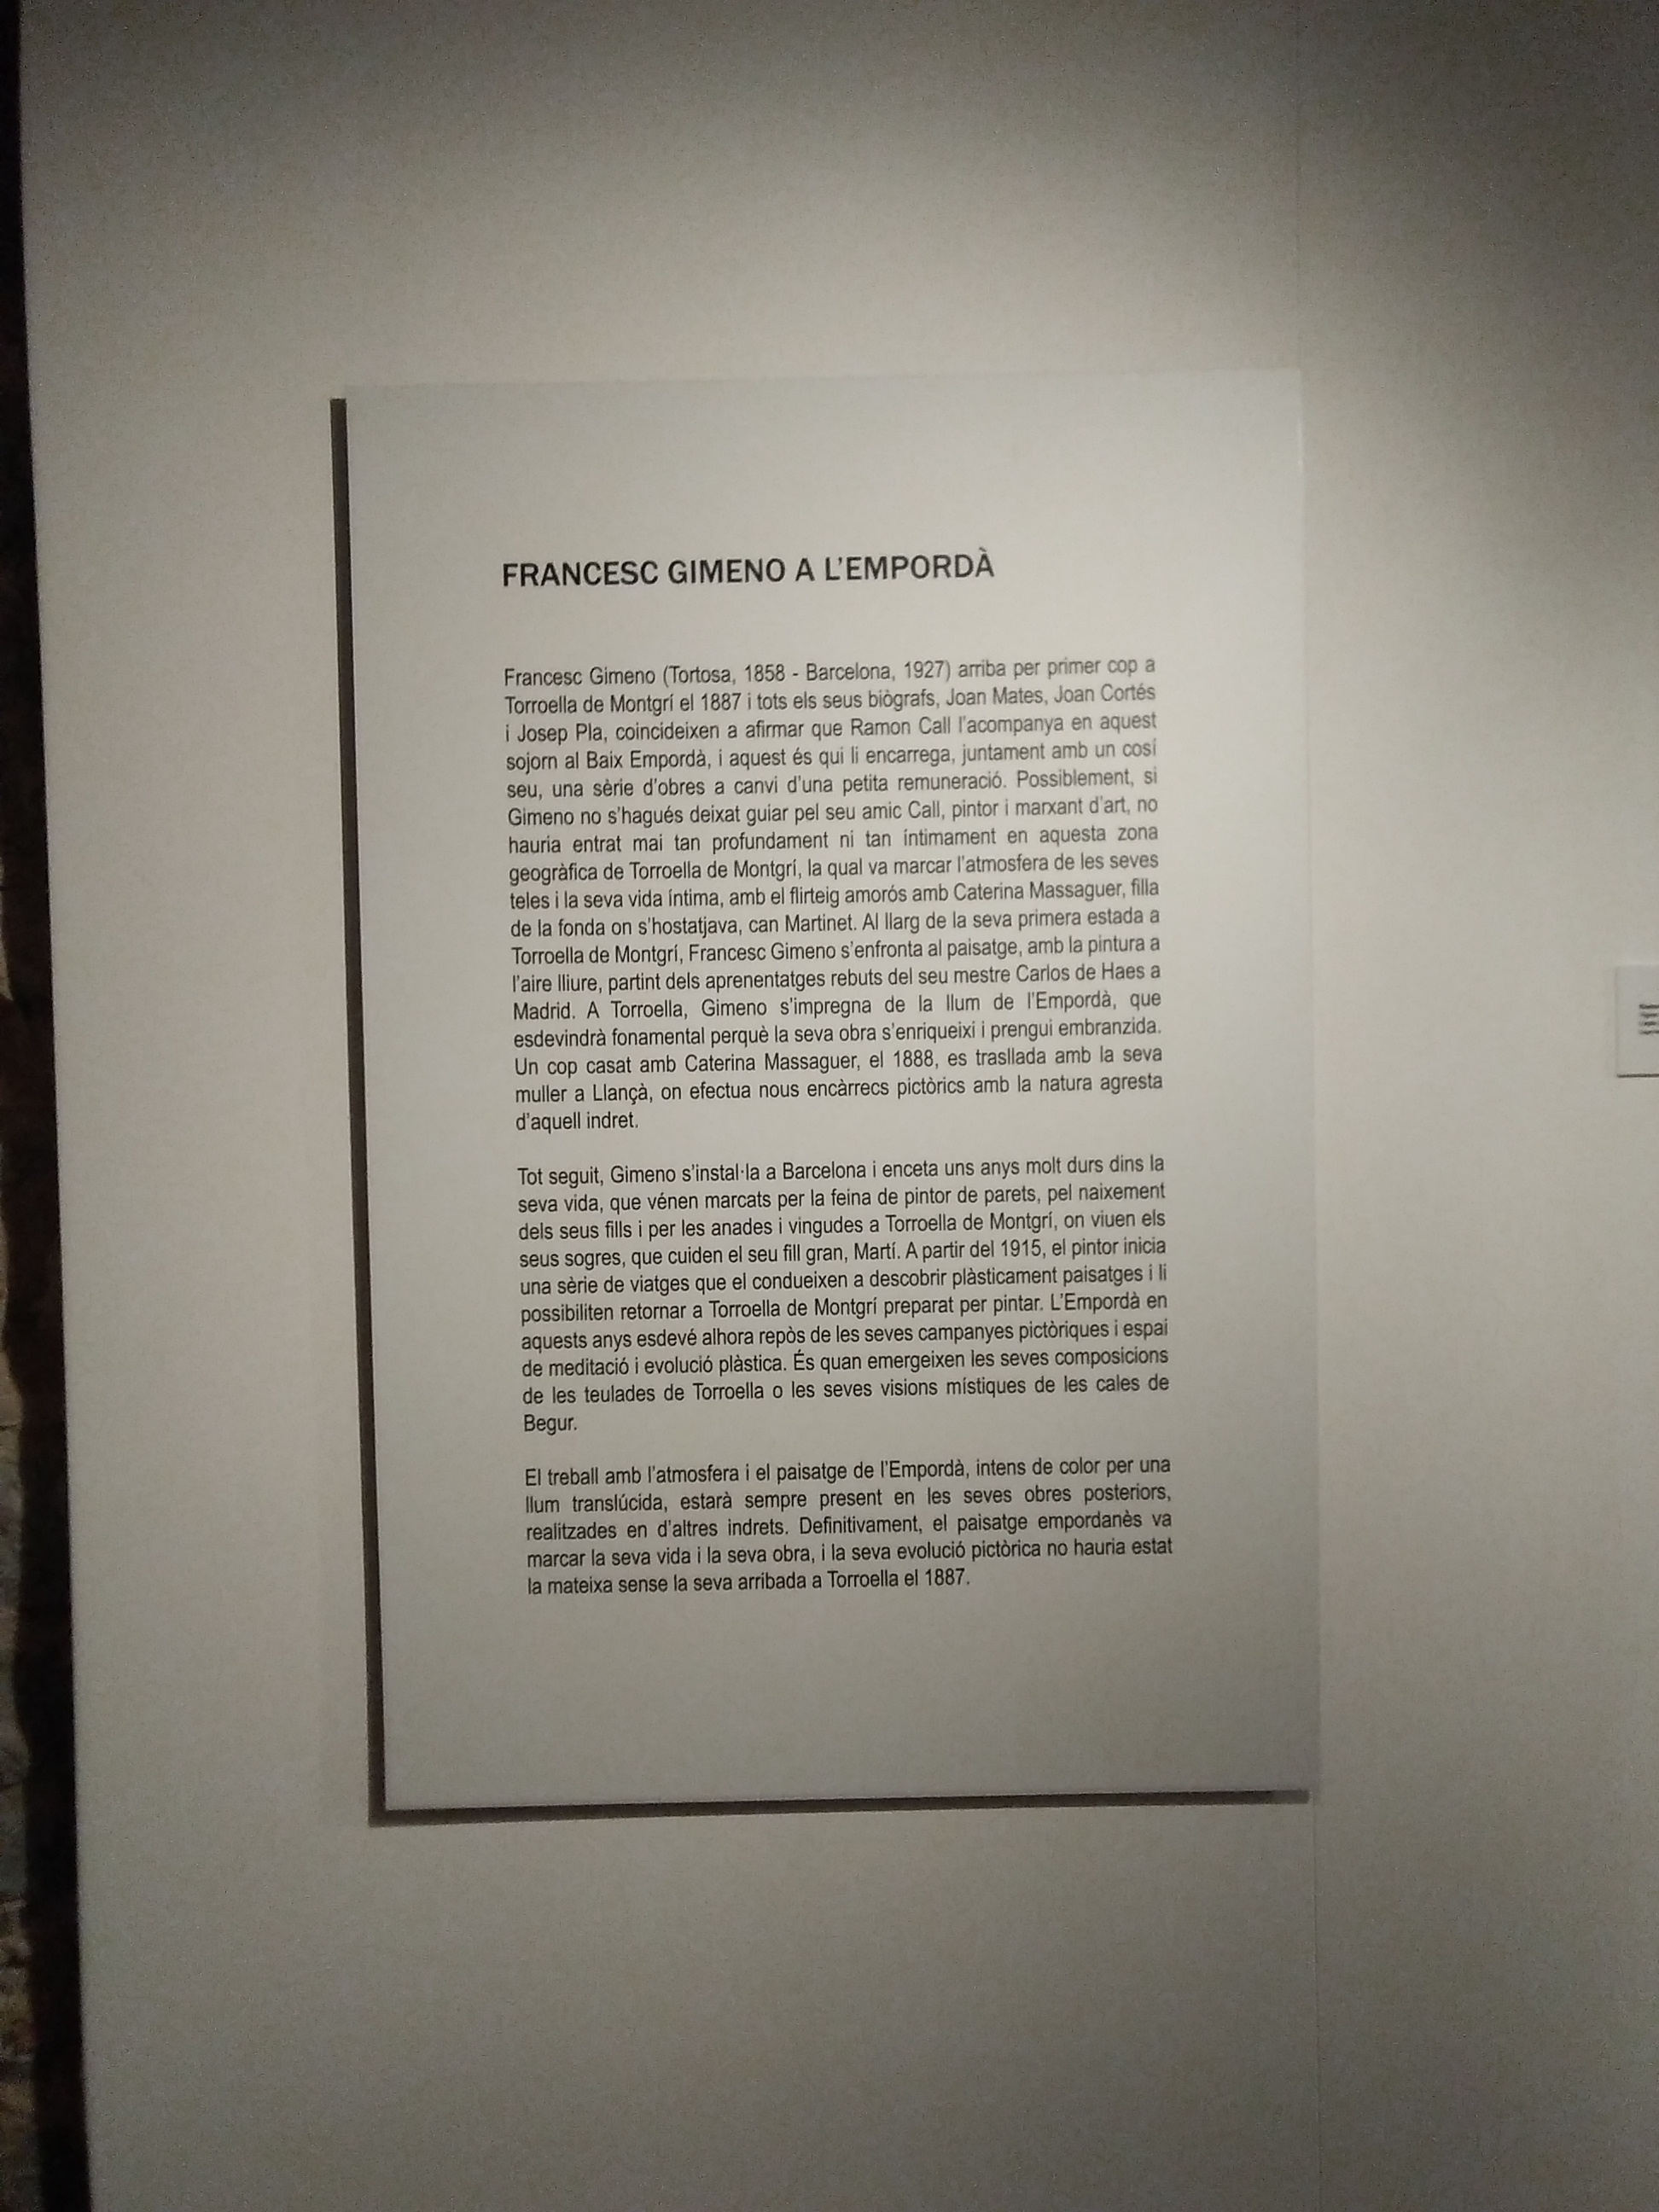 FRANCESC GIMENO A L'EMPORDÀ
Francesc Gimeno (Tortosa, 1858 - Barcelona, 1927) arriba per primer cop a
Torroella de Montgrí el 1887 i tots els seus biògrafs, Joan Mates, Joan Cortés
i Josep Pla, coincideixen a afirmar que Ramon Call l'acompanya en aquest
sojorn al Baix Empordà, i aquest és qui li encarrega, juntament amb un cosí
seu, una sèrie d'obres a canvi d'una petita remuneració. Possiblement, si
Gimeno no s'hagués deixat guiar pel seu amic Call, pintor i marxant d'art, no
hauria entrat mai tan profundament ni tan íntimament en aquesta zona
geogràfica de Torroella de Montgrí, la qual va marcar l'atmosfera de les seves
teles i la seva vida íntima, amb el flirteig amorós amb Caterina Massaguer, filla
de la fonda on s'hostatjava, can Martinet. Al llarg de la seva primera estada a
Torroella de Montgrí, Francesc Gimeno s'enfronta al paisatge, amb la pintura a
l'aire lliure, partint dels aprenentatges rebuts del seu mestre Carlos de Haes a
Madrid. A Torroella, Gimeno s'impregna de la llum de l'Empordà, que
esdevindrà fonamental perquè la seva obra s'enriqueixi i prengui embranzida.
Un cop casat amb Caterina Massaguer, el 1888, es trasllada amb la seva
muller a Llançà, on efectua nous encàrrecs pictòrics amb la natura agresta
d'aquell indret.
Tot seguit, Gimeno s'instal·la a Barcelona i enceta uns anys molt durs dins la
seva vida, que vénen marcats per la feina de pintor de parets, pel naixement
dels seus fills i per les anades i vingudes a Torroella de Montgrí, on viuen els
seus sogres, que cuiden el seu fill gran, Martí. A partir del 1915, el pintor inicia
una sèrie de viatges que el condueixen a descobrir plàsticament paisatges i li
possibiliten retornar a Torroella de Montgrí preparat per pintar. L'Empordà en
aquests anys esdevé alhora repòs de les seves campanyes pictòriques i espai
de meditació i evolució plàstica. És quan emergeixen les seves composicions
de les teulades de Torroella o les seves visions místiques de les cales de
Begur.
El treball amb l'atmosfera i el paisatge de l'Empordà, intens de color per una
llum translúcida, estarà sempre present en les seves obres posteriors,
realitzades en d'altres indrets. Definitivament, el paisatge empordanès va
marcar la seva vida i la seva obra, i la seva evolució pictòrica no hauria estat
la mateixa sense la seva arribada a Torroella el 1887.